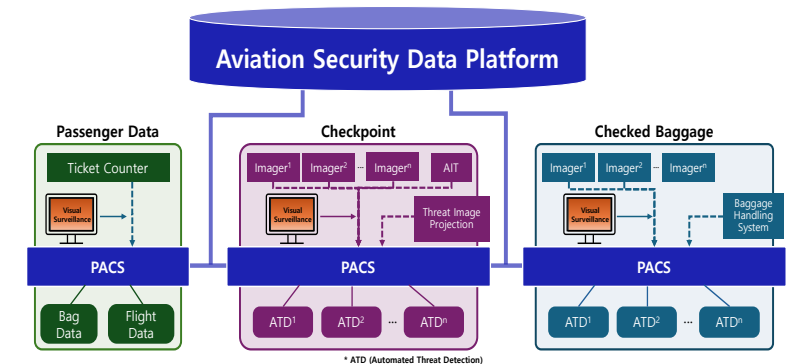 Aviation Security Data Platform
Passenger Data
Ticket Counter
Visual
Surveillance
PACS
Bag
Data
Flight
Data
Checkpoint
Imager¹
Imager²
...
Imagerⁿ
AIT
Visual
Surveillance
Threat Image
Projection
PACS
ATD¹
ATD²
...
ATDⁿ
* ATD (Automated Threat Detection)
Checked Baggage
Imager¹
Imager²
...
Imagerⁿ
Visual
Surveillance
Baggage
Handling
System
PACS
ATD¹
ATD²
...
ATDⁿ